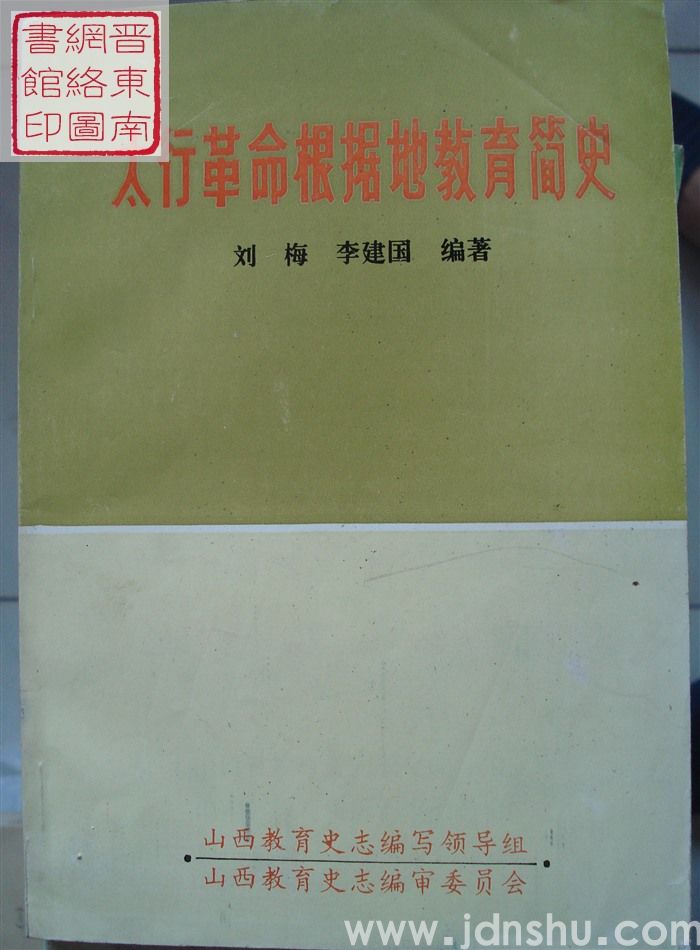 晋東南
網絡圖
書館印
太行革命根据地教育简史
刘梅 李建国 编著
山西教育史志编写领导组
山西教育史志编审委员会
www.jdnshu.com